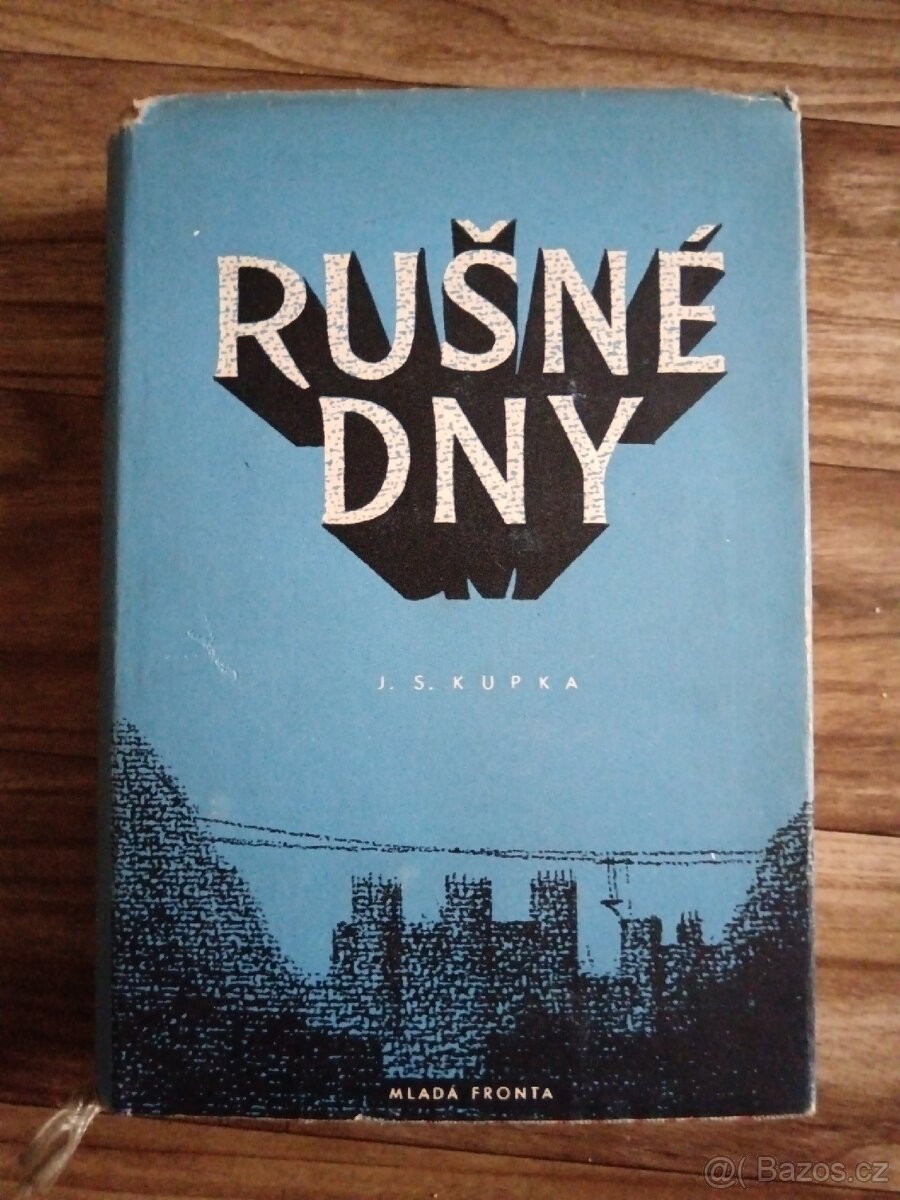 RUŠNÉ
DNY
J. S. KUPKA
MLADÁ FRONTA
@( Bazos.cz